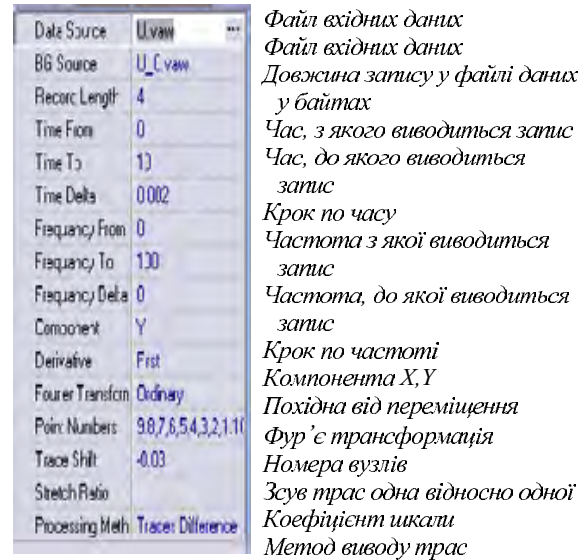 Data Source U.vaw ...
BG Source
Record Length 4
Time From 0
Time To 10
Time Delta 0.002
Frequency From 0
Frequency To 100
Frequency Delta 0
Component Y
Derivative First
Fourier Transform Ordinary
Point Numbers 9,8,7,6,5,4,3,2,1,1
Trace Shift -0.03
Stretch Ratio
Processing Meth Traces Difference
Файл вхідних даних
Файл вхідних даних
Довжина запису у файлі даних
у байтах
Час, з якого виводиться запис
Час, до якого виводиться
запис
Крок по часу
Частота з якої виводиться
запис
Частота, до якої виводиться
запис
Крок по частоті
Компонента X,Y
Похідна від переміщення
Фур’є трансформація
Номера вузлів
Зсув трас одна відносно одної
Коефіцієнт шкали
Метод виводу трас